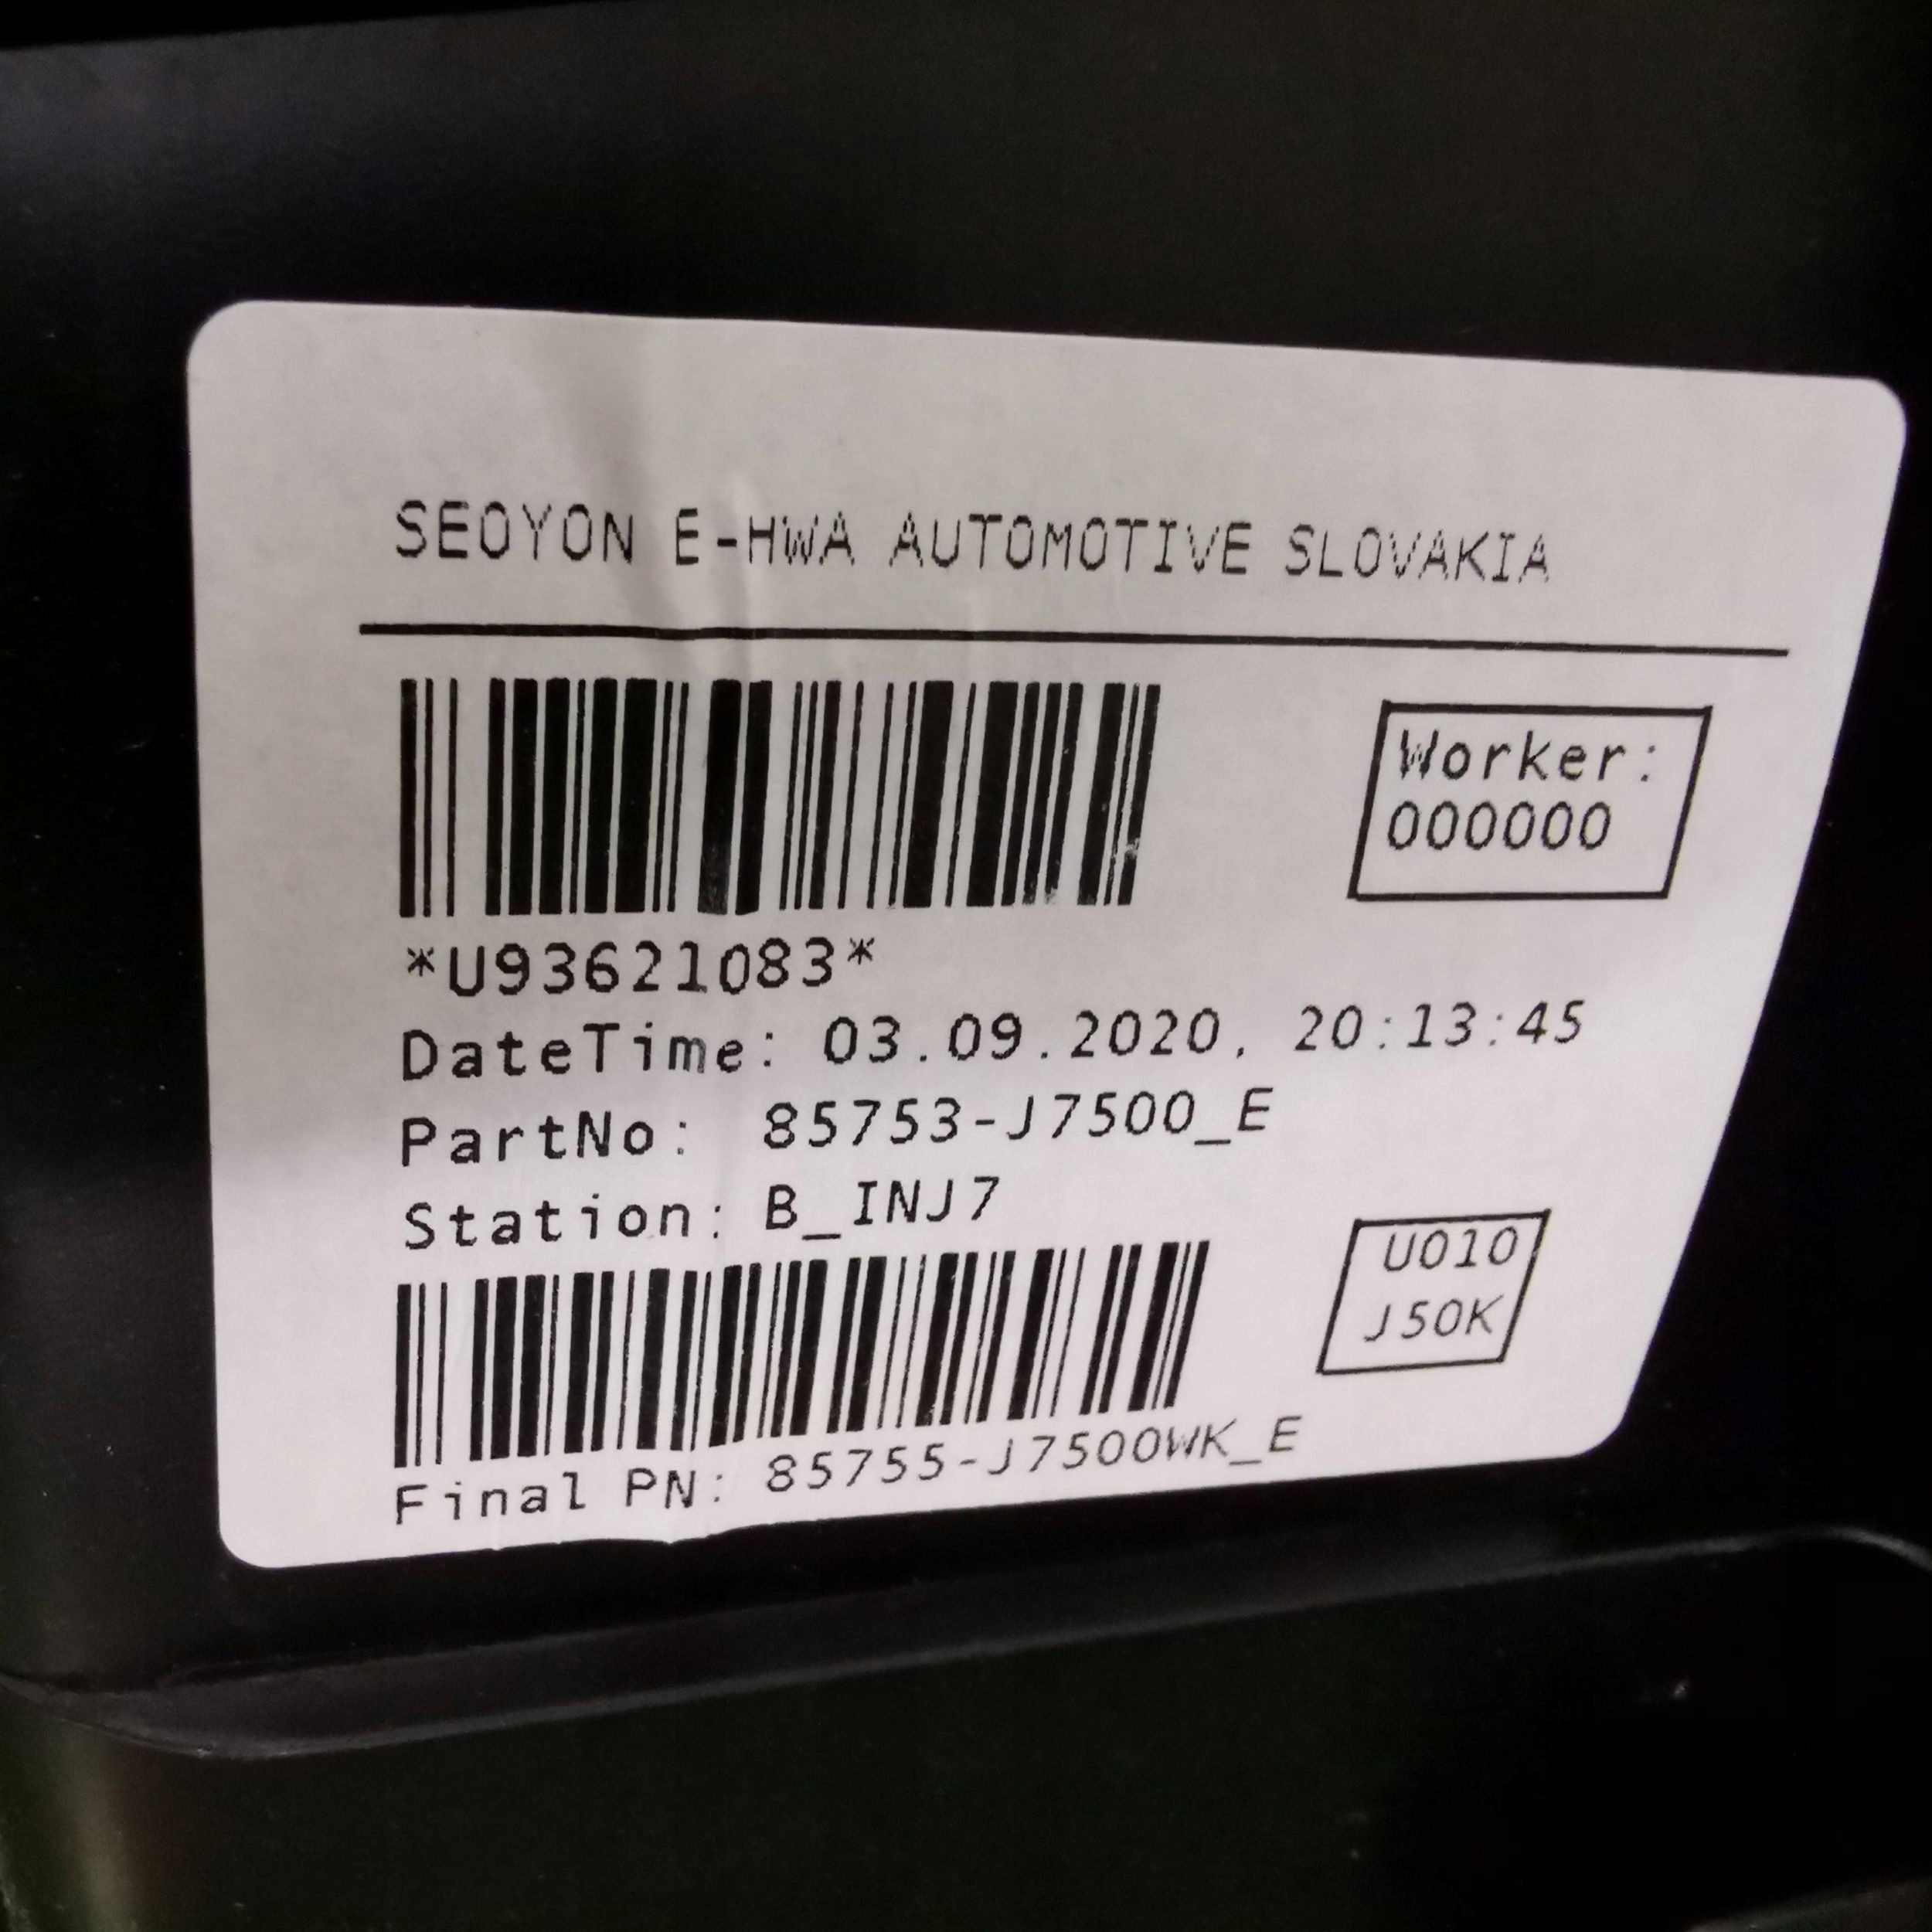 SEOYON E-HWA AUTOMOTIVE SLOVAKIA
Worker:
000000
*U93621083*
DateTime: 03.09.2020, 20:13:45
PartNo: 85753-J7500_E
Station: B_INJ7
U010
J50K
Final PN: 85755-J7500WK_E